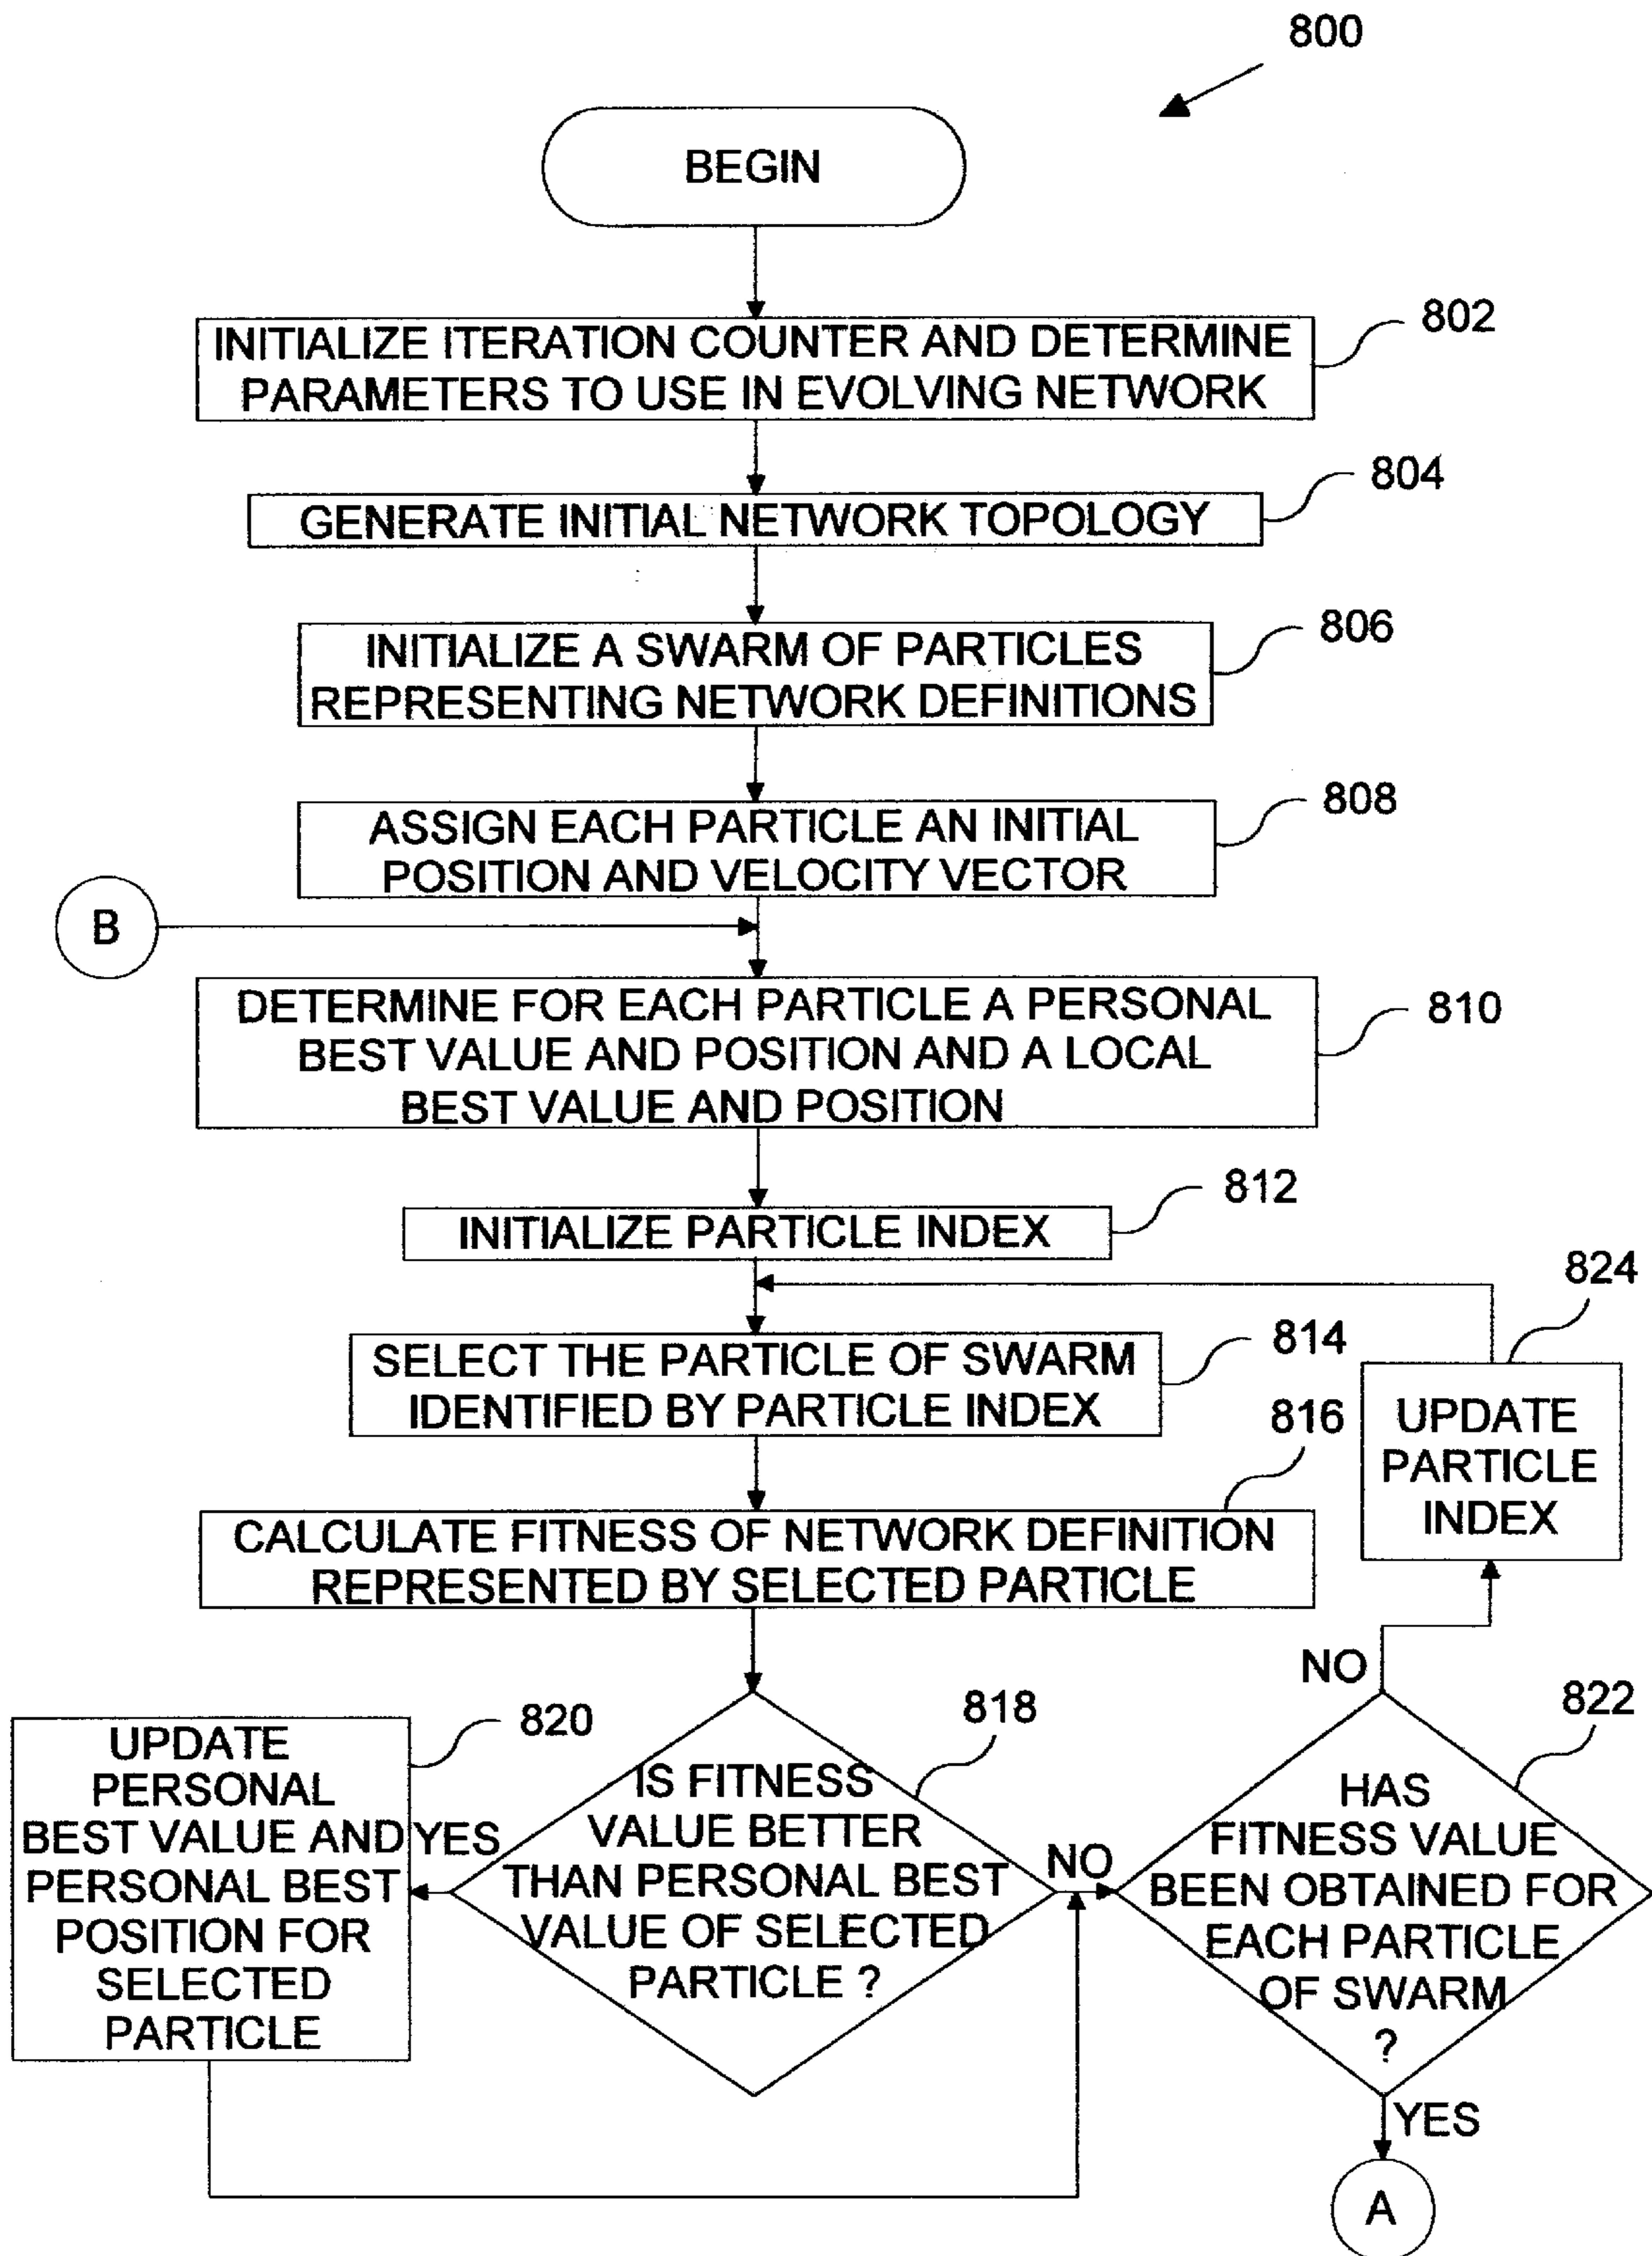 800
BEGIN
802
INITIALIZE ITERATION COUNTER AND DETERMINE
PARAMETERS TO USE IN EVOLVING NETWORK
804
GENERATE INITIAL NETWORK TOPOLOGY
806
INITIALIZE A SWARM OF PARTICLES
REPRESENTING NETWORK DEFINITIONS
808
ASSIGN EACH PARTICLE AN INITIAL
POSITION AND VELOCITY VECTOR
B
810
DETERMINE FOR EACH PARTICLE A PERSONAL
BEST VALUE AND POSITION AND A LOCAL
BEST VALUE AND POSITION
812
INITIALIZE PARTICLE INDEX
824
814
SELECT THE PARTICLE OF SWARM
IDENTIFIED BY PARTICLE INDEX
UPDATE
PARTICLE
INDEX
816
CALCULATE FITNESS OF NETWORK DEFINITION
REPRESENTED BY SELECTED PARTICLE
NO
820
UPDATE
PERSONAL
BEST VALUE AND
PERSONAL BEST
POSITION FOR
SELECTED
PARTICLE
YES
818
IS FITNESS
VALUE BETTER
THAN PERSONAL BEST
VALUE OF SELECTED
PARTICLE ?
NO
822
HAS
FITNESS VALUE
BEEN OBTAINED FOR
EACH PARTICLE
OF SWARM
?
YES
A